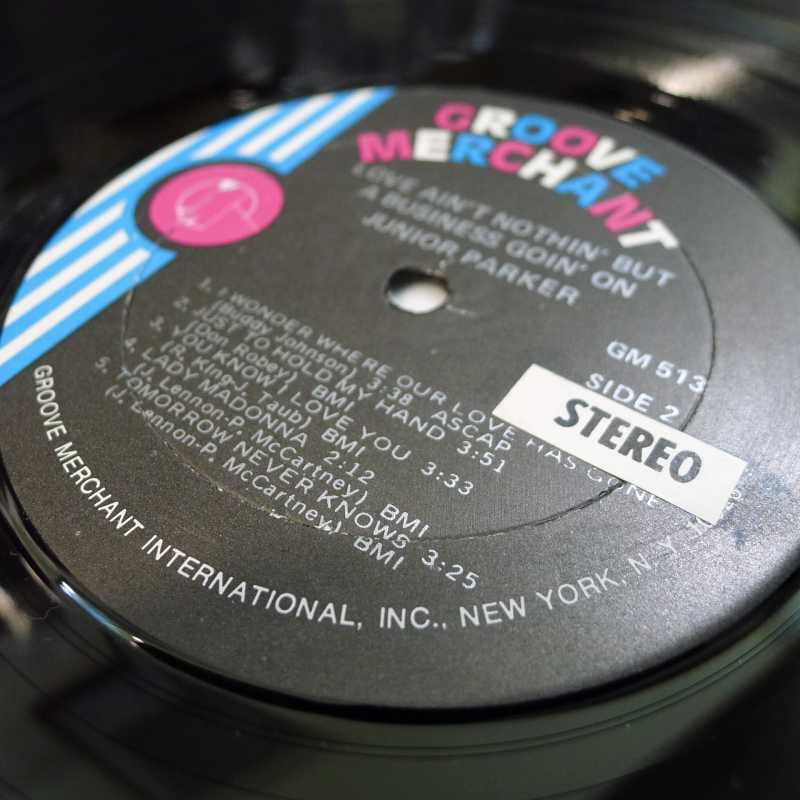 GROOVE
MERCHANT
LOVE AIN'T NOTHIN' BUT
A BUSINESS GOIN' ON
JUNIOR PARKER
GM 513
SIDE 2
STEREO
1. I WONDER WHERE OUR LOVE HAS GONE
(Buddy Johnson) 3:38 ASCAP
2. JUST TO HOLD MY HAND 3:51
(Don Robey) BMI
3. YOU KNOW I LOVE YOU 3:33
(R. King-J. Taub) BMI
4. LADY MADONNA 2:12
(J. Lennon-P. McCartney) BMI
5. TOMORROW NEVER KNOWS 3:25
(J. Lennon-P. McCartney) BMI
GROOVE MERCHANT INTERNATIONAL, INC., NEW YORK, N.Y.